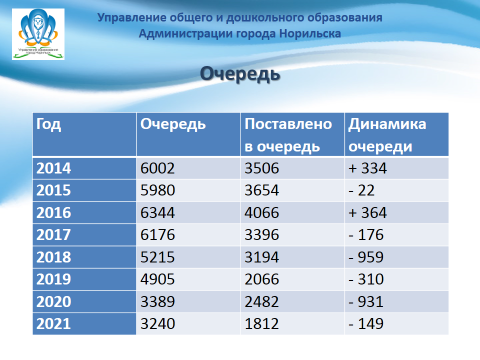 Управление общего и дошкольного образования
Администрации города Норильска
Очередь
Год Очередь Поставлено в очередь Динамика очереди
2014 6002 3506 + 334
2015 5980 3654 - 22
2016 6344 4066 + 364
2017 6176 3396 - 176
2018 5215 3194 - 959
2019 4905 2066 - 310
2020 3389 2482 - 931
2021 3240 1812 - 149